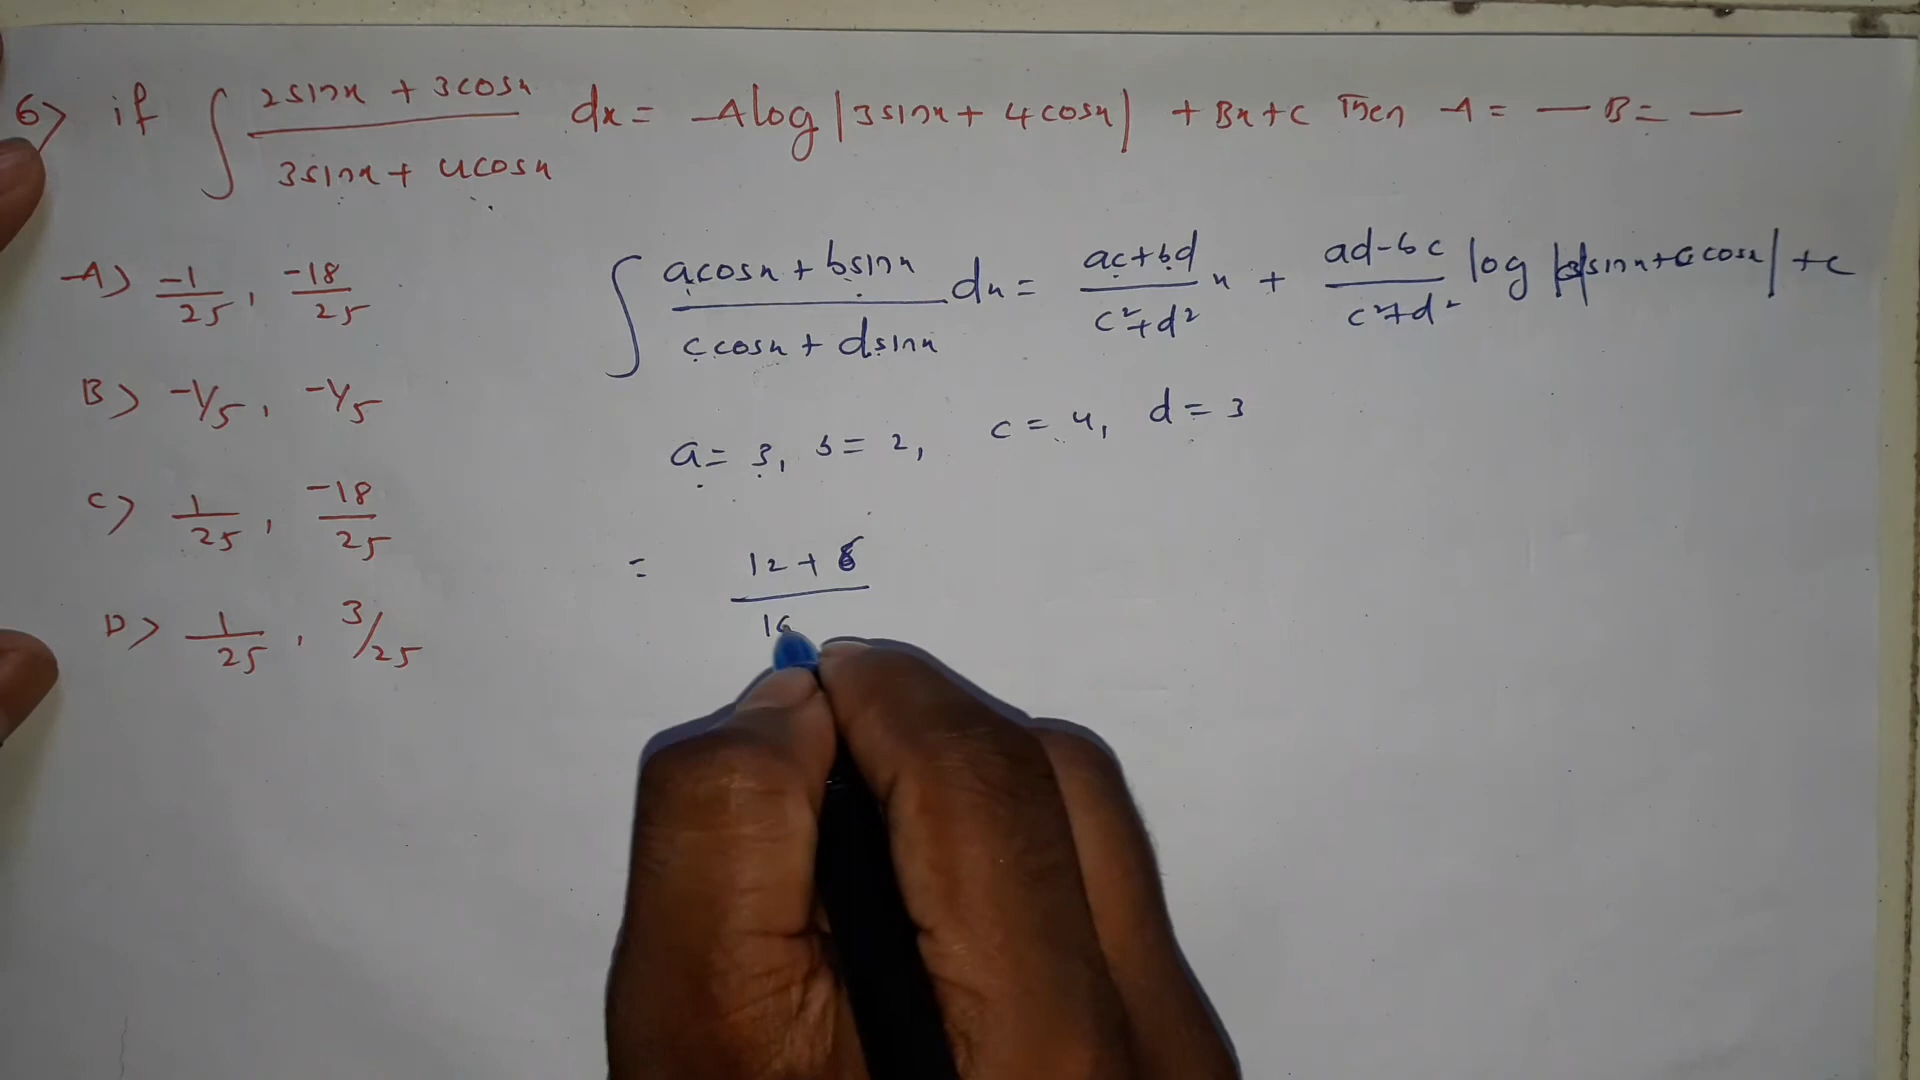 6) if ∫ (2sinx + 3cosx)/(3sinx + 4cosx) dx = A log |3sinx + 4cosx| + Bx + C Then A = — B = —
A) -1/25, -18/25
B) -1/5, -1/5
C) 1/25, -18/25
D) 1/25, 3/25
∫ (acosx + bsinx)/(ccosx + dsinx) dx = (ac+bd)/(c²+d²) x + (ad-bc)/(c²+d²) log |dsinx+ccosx| + c
a = 3, b = 2, c = 4, d = 3
= (12 + 6)/16